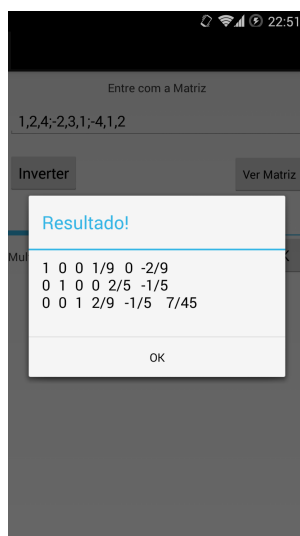 22:51
Entre com a Matriz
1,2,4;-2,3,1;-4,1,2
Inverter Ver Matriz
Resultado!
Mul
1 0 0 1/9 0 -2/9
0 1 0 0 2/5 -1/5
0 0 1 2/9 -1/5 7/45
OK